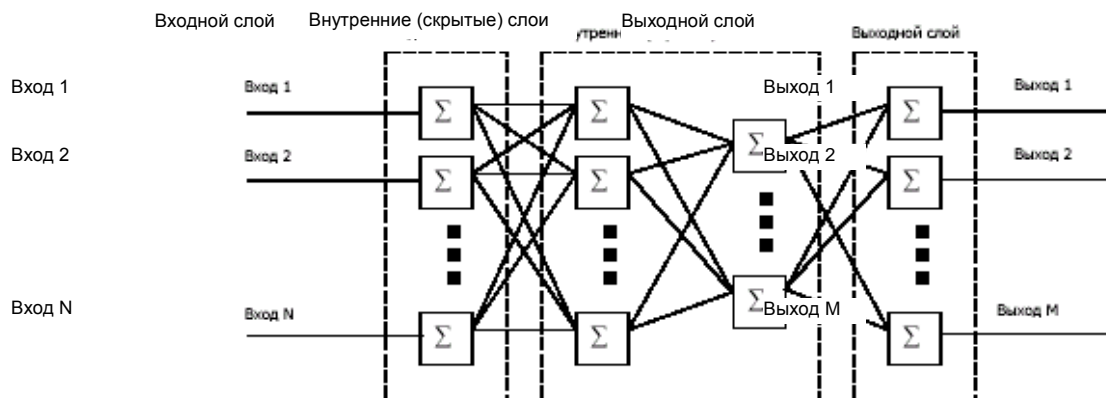 Входной слой Внутренние (скрытые) слои Выходной слой
Выходной слой
Вход 1 Вход 1 Σ Σ Выход 1 Σ Выход 1
Σ
Вход 2 Вход 2 Σ Σ Выход 2 Σ Выход 2
Вход N Вход N Σ Σ Σ Выход M Σ Выход M